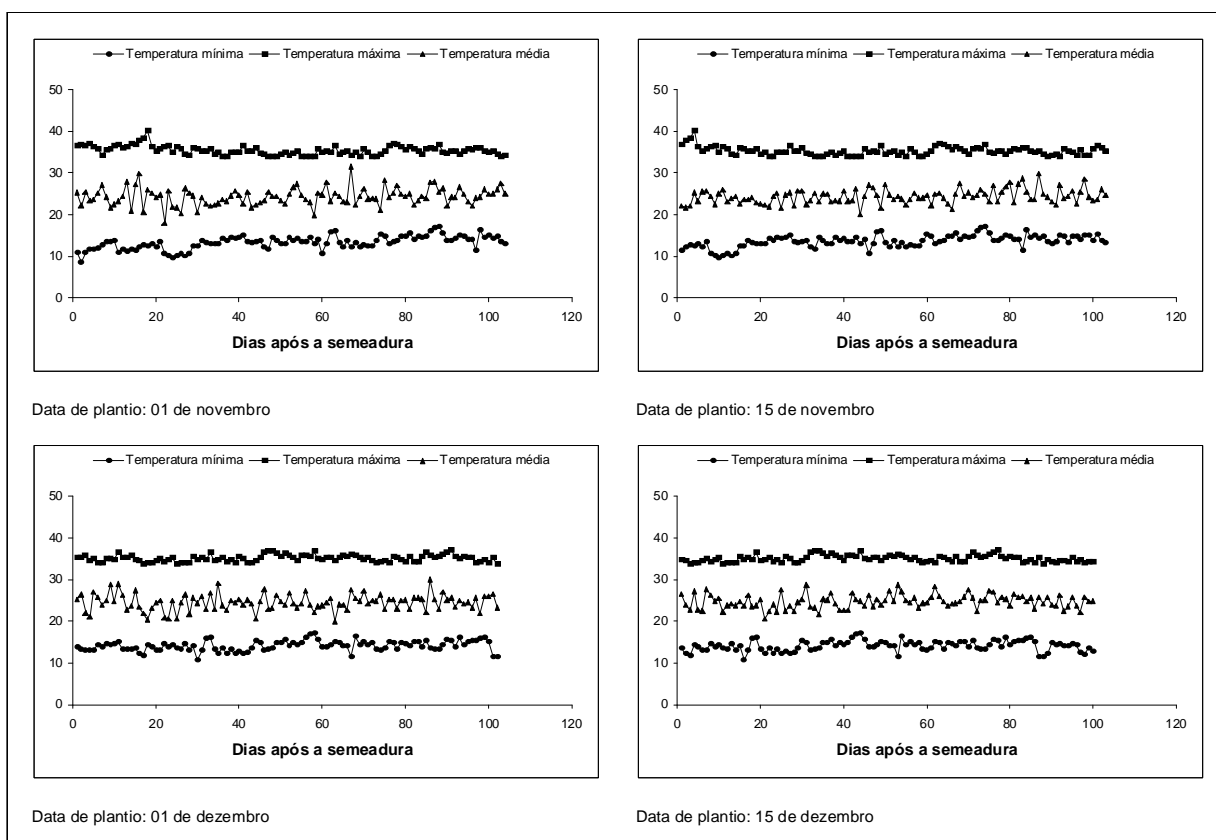 Temperatura mínima Temperatura máxima Temperatura média
50
40
30
20
10
0
0 20 40 60 80 100 120
Dias após a semeadura
Data de plantio: 01 de novembro
Temperatura mínima Temperatura máxima Temperatura média
50
40
30
20
10
0
0 20 40 60 80 100 120
Dias após a semeadura
Data de plantio: 15 de novembro
Temperatura mínima Temperatura máxima Temperatura média
50
40
30
20
10
0
0 20 40 60 80 100 120
Dias após a semeadura
Data de plantio: 01 de dezembro
Temperatura mínima Temperatura máxima Temperatura média
50
40
30
20
10
0
0 20 40 60 80 100 120
Dias após a semeadura
Data de plantio: 15 de dezembro